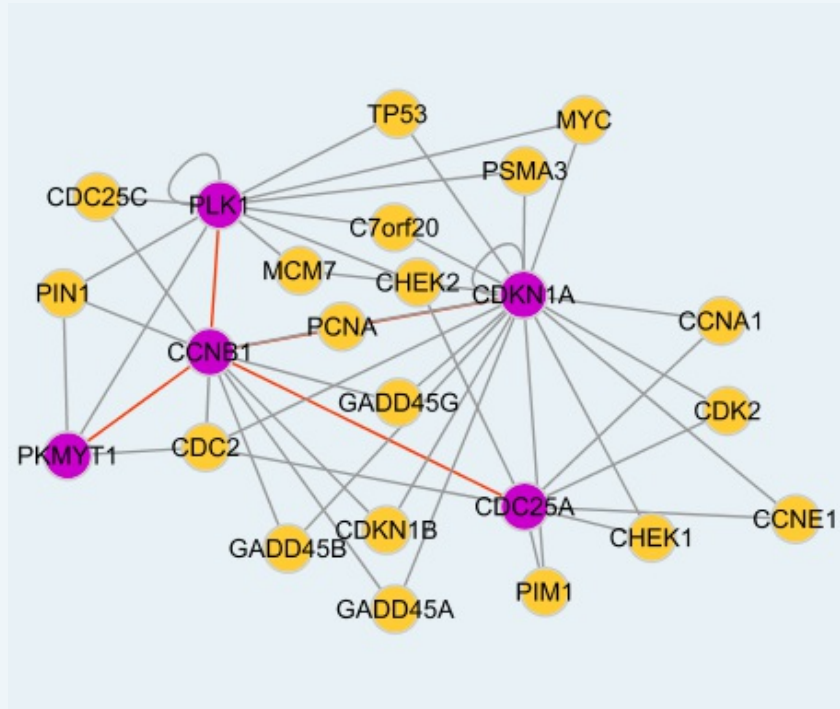 TP53
MYC
PSMA3
CDC25C
PLK1
C7orf20
MCM7
CHEK2
PIN1
CDKN1A
PCNA
CCNA1
CCNB1
GADD45G
CDK2
CDC2
PKMYT1
CDC25A
CCNE1
CDKN1B
CHEK1
GADD45B
PIM1
GADD45A